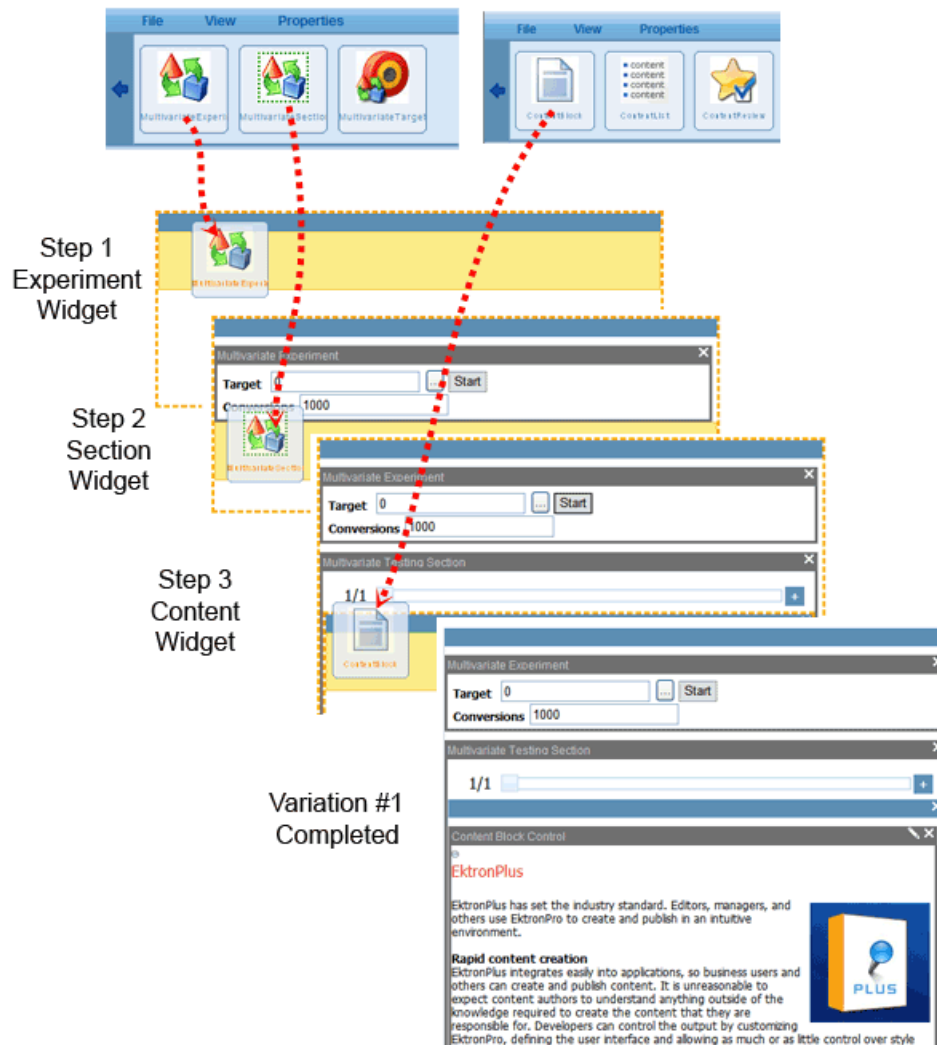 File View Properties
MultivariateExperi MultivariateSectio MultivariateTarget
File View Properties
content
content
content
content
ContentBlock ContentList ContentReview
Step 1
Experiment
Widget
MultivariateExperi
Multivariate Experiment
Target 0 ... Start
Conversions 1000
Step 2
Section
Widget
MultivariateSectio
Multivariate Experiment
Target 0 ... Start
Conversions 1000
Multivariate Testing Section
1/1 +
Step 3
Content
Widget
ContentBlock
Multivariate Experiment
Target 0 ... Start
Conversions 1000
Multivariate Testing Section
1/1 +
Variation #1
Completed
Content Block Control
EktronPlus
EktronPlus has set the industry standard. Editors, managers, and
others use EktronPro to create and publish in an intuitive
environment.
Rapid content creation
EktronPlus integrates easily into applications, so business users and
others can create and publish content. It is unreasonable to
expect content authors to understand anything outside of the
knowledge required to create the content that they are
responsible for. Developers can control the output by customizing
EktronPro, defining the user interface and allowing as much or as little control over style
PLUS